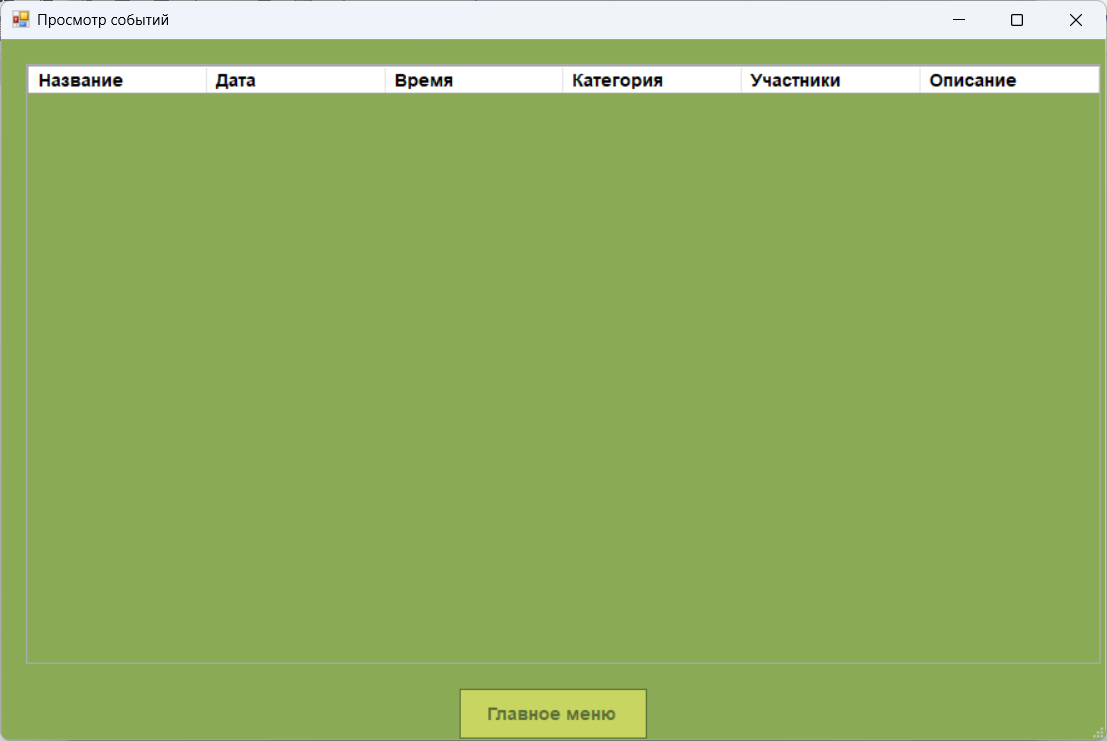 Просмотр событий
Название Дата Время Категория Участники Описание
Главное меню